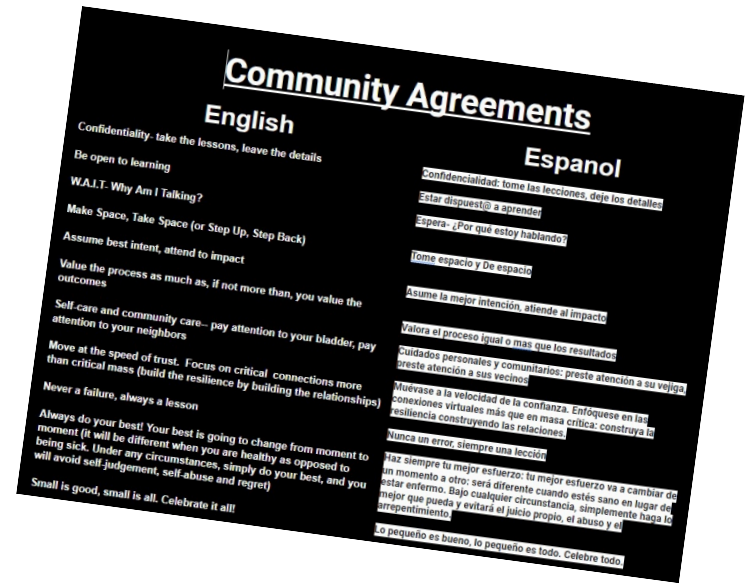 Community Agreements
English
Confidentiality- take the lessons, leave the details
Be open to learning
W.A.I.T- Why Am I Talking?
Make Space, Take Space (or Step Up, Step Back)
Assume best intent, attend to impact
Value the process as much as, if not more than, you value the
outcomes
Self-care and community care-- pay attention to your bladder, pay
attention to your neighbors
Move at the speed of trust. Focus on critical connections more
than critical mass (build the resilience by building the relationships)
Never a failure, always a lesson
Always do your best! Your best is going to change from moment to
moment (it will be different when you are healthy as opposed to
being sick. Under any circumstances, simply do your best, and you
will avoid self-judgement, self-abuse and regret)
Small is good, small is all. Celebrate it all!
Espanol
Confidencialidad: tome las lecciones, deje los detalles
Estar dispuest@ a aprender
Espera- ¿Por qué estoy hablando?
Tome espacio y De espacio
Asume la mejor intención, atiende al impacto
Valora el proceso igual o mas que los resultados
Cuidados personales y comunitarios: preste atención a su vejiga,
preste atención a sus vecinos
Muévase a la velocidad de la confianza. Enfóquese en las
conexiones virtuales más que en masa crítica: construya la
resiliencia construyendo las relaciones.
Nunca un error, siempre una lección
Haz siempre tu mejor esfuerzo: tu mejor esfuerzo va a cambiar de
un momento a otro: será diferente cuando estés sano en lugar de
estar enfermo. Bajo cualquier circunstancia, simplemente haga lo
mejor que pueda y evitará el juicio propio, el abuso y el
arrepentimiento.
Lo pequeño es bueno, lo pequeño es todo. Celebre todo.